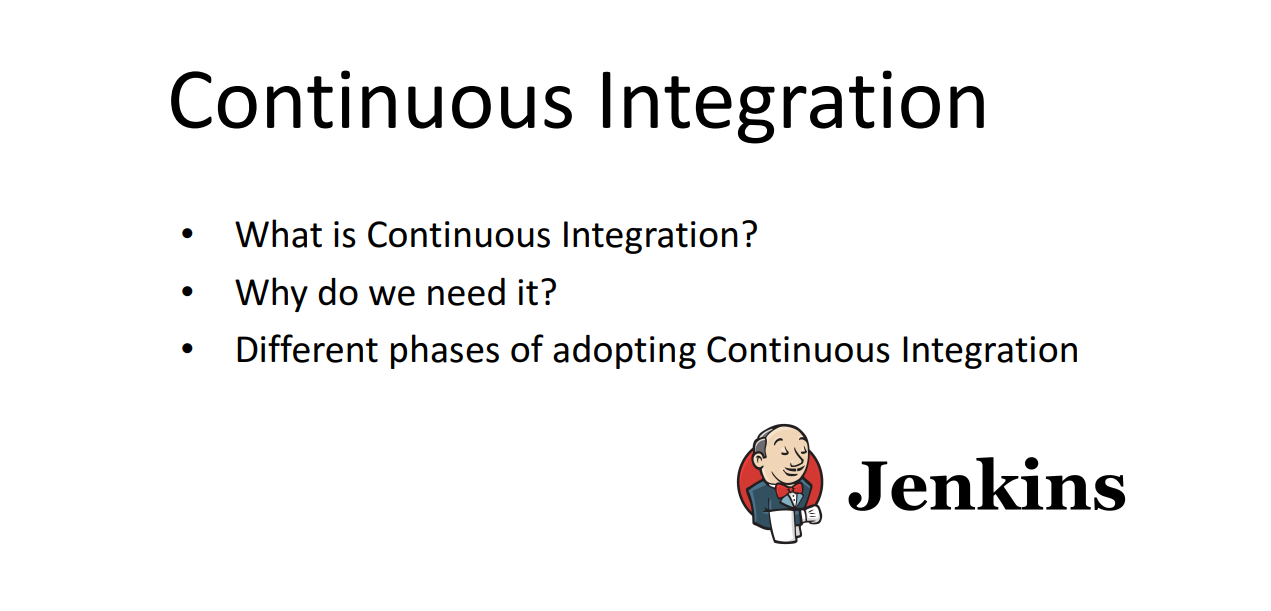 Continuous Integration
• What is Continuous Integration?
• Why do we need it?
• Different phases of adopting Continuous Integration
Jenkins